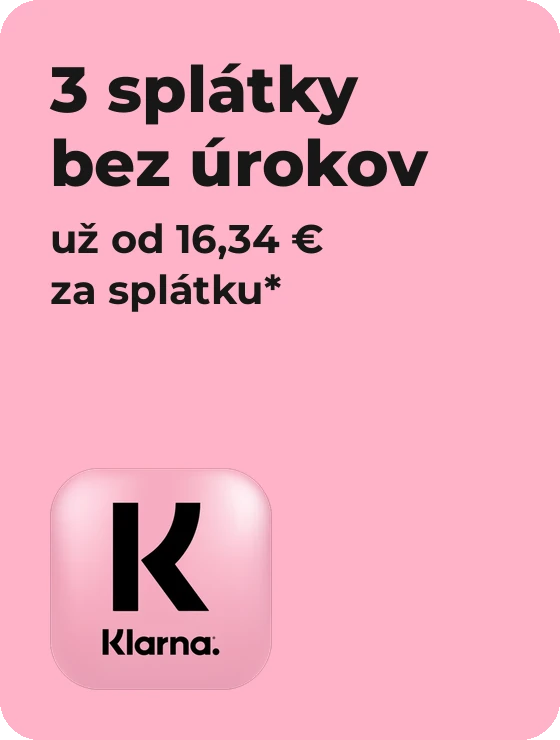 3 splátky
bez úrokov
už od 16,34 €
za splátku*
K
Klarna.